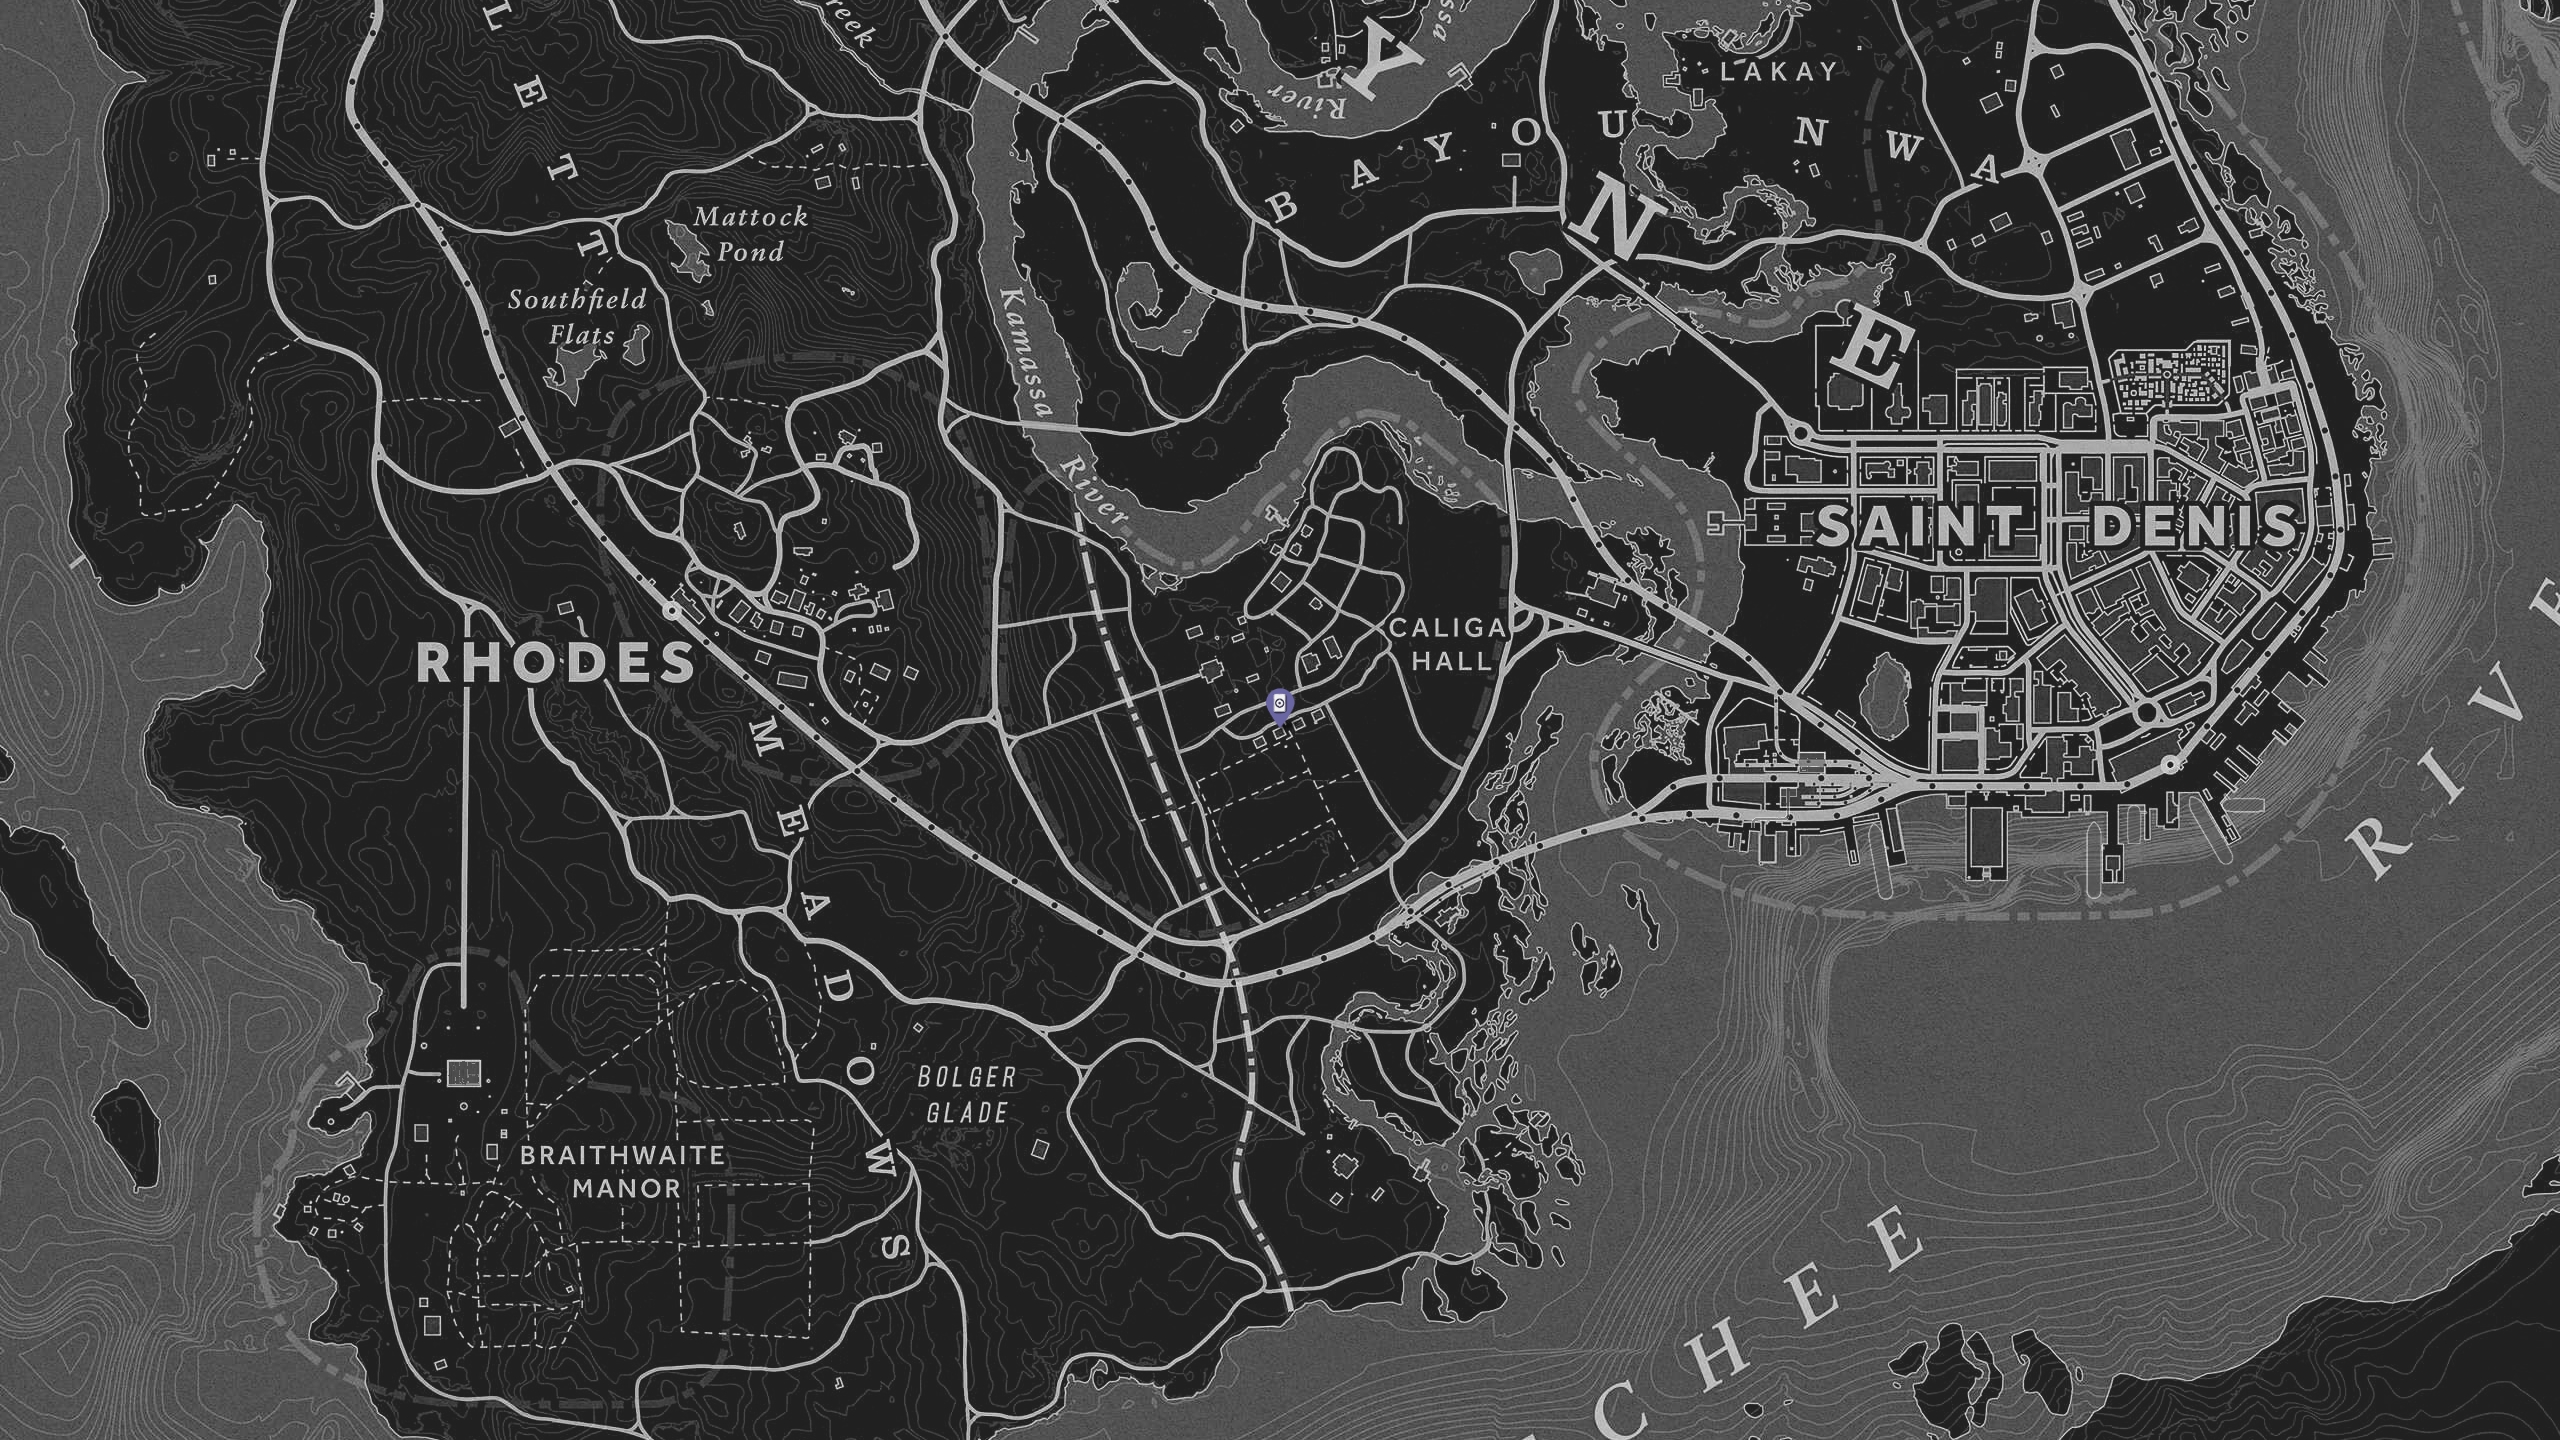 LAKAY
Y
River
BAYOU NWA
N
E
LETT
Mattock
Pond
Southfield
Flats
Kamassa
River
SAINT DENIS
RHODES
CALIGA
HALL
MEADOWS
BOLGER
GLADE
BRAITHWAITE
MANOR
RIVE
CHEE